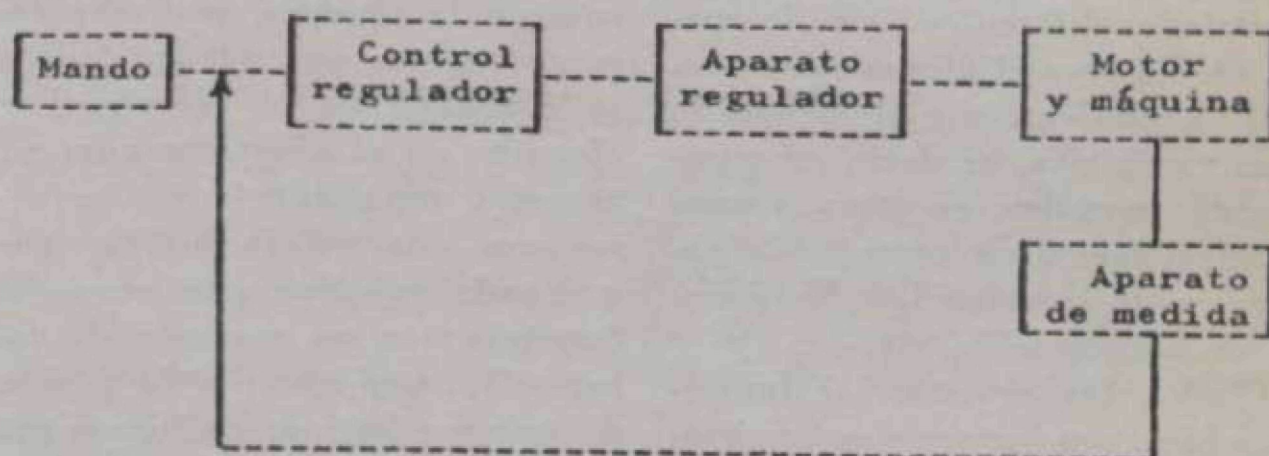 Mando
Control
regulador
Aparato
regulador
Motor
y máquina
Aparato
de medida